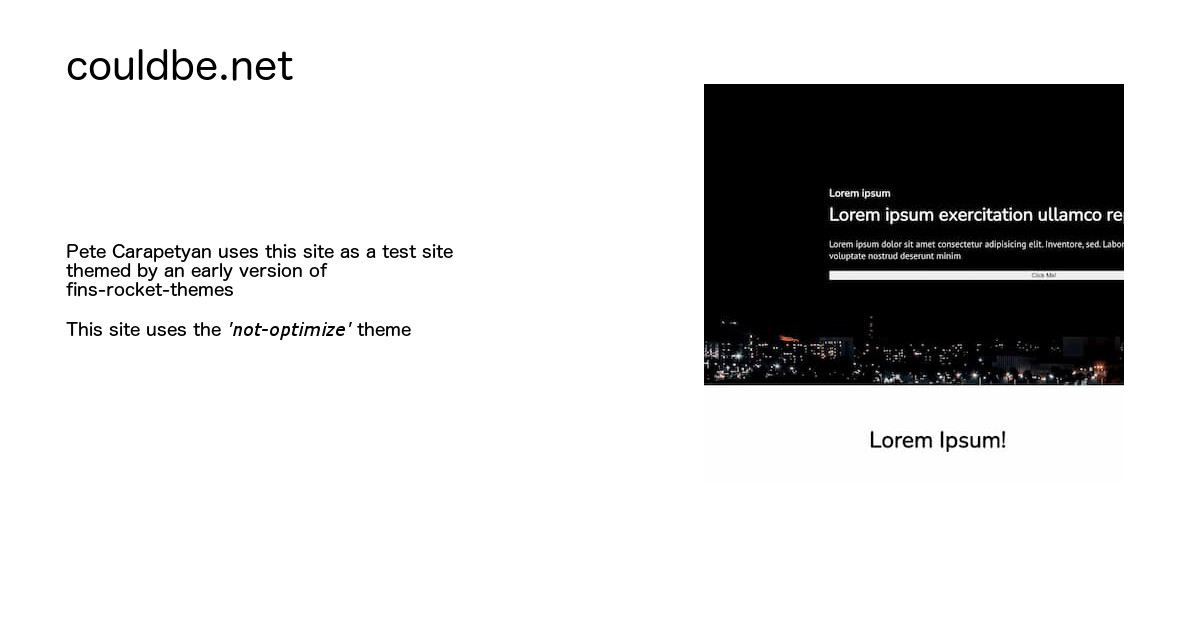 couldbe.net
Pete Carapetyan uses this site as a test site
themed by an early version of
fins-rocket-themes
This site uses the 'not-optimize' theme
Lorem ipsum
Lorem ipsum exercitation ullamco re
Lorem ipsum dolor sit amet consectetur adipisicing elit. Inventore, sed. Labor
voluptate nostrud deserunt minim
Click Me!
Lorem Ipsum!